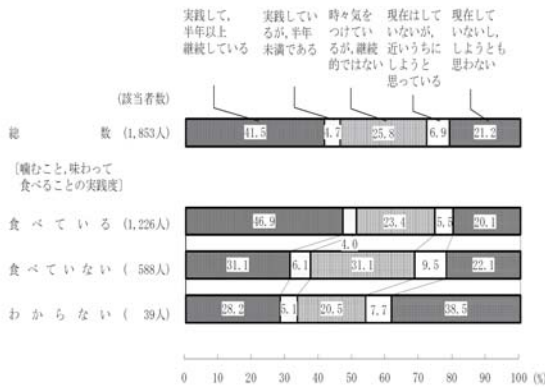 実践して,
半年以上
継続している
実践してい
るが,半年
未満である
時々気を
つけてい
るが,継続
的ではない
現在はして
いないが,
近いうちに
しようと
思っている
現在して
いないし,
しようとも
思わない
(該当者数)
総 数 (1,853人) 41.5 4.7 25.8 6.9 21.2
[噛むこと,味わって
食べることの実践度]
食べている (1,226人) 46.9 4.0 23.4 5.5 20.1
食べていない ( 588人) 31.1 6.1 31.1 9.5 22.1
わからない ( 39人) 28.2 5.1 20.5 7.7 38.5
0 10 20 30 40 50 60 70 80 90 100 (%)